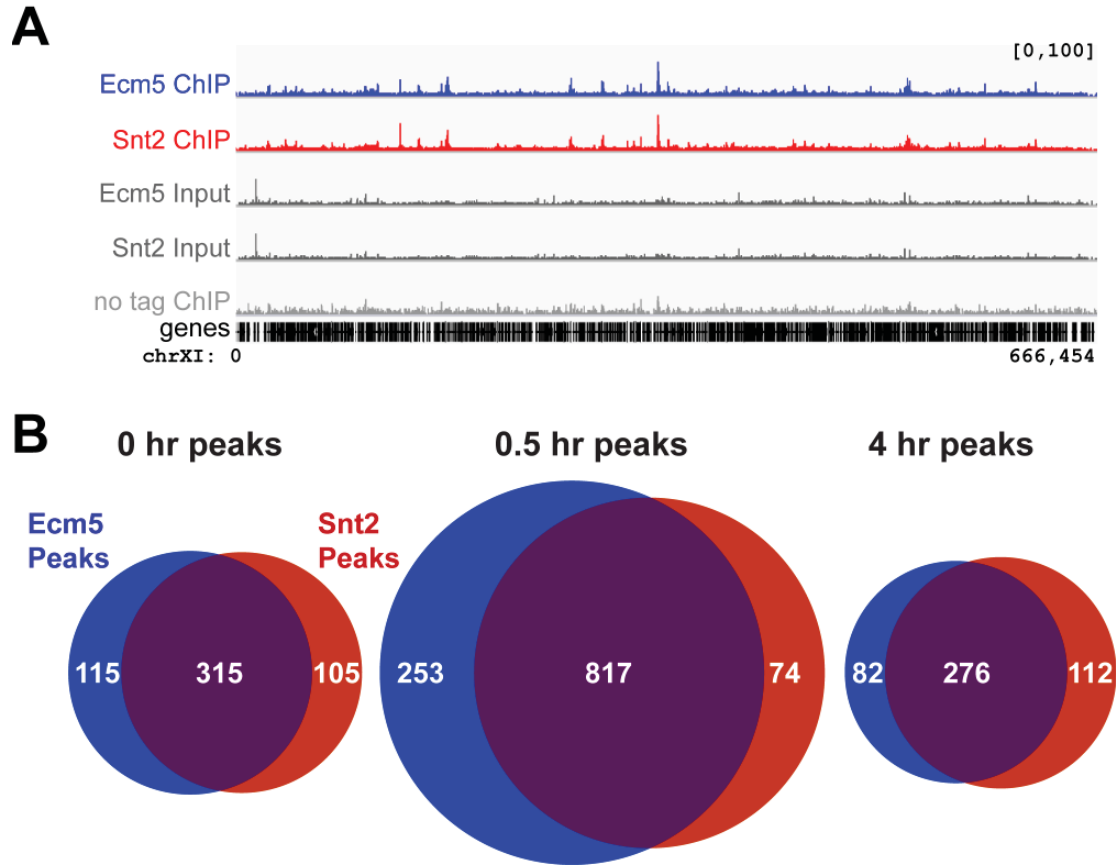 A
[0,100]
Ecm5 ChIP
Snt2 ChIP
Ecm5 Input
Snt2 Input
no tag ChIP
genes
chrXI: 0
666,454
B
0 hr peaks
0.5 hr peaks
4 hr peaks
Ecm5
Peaks
Snt2
Peaks
115
315
105
253
817
74
82
276
112